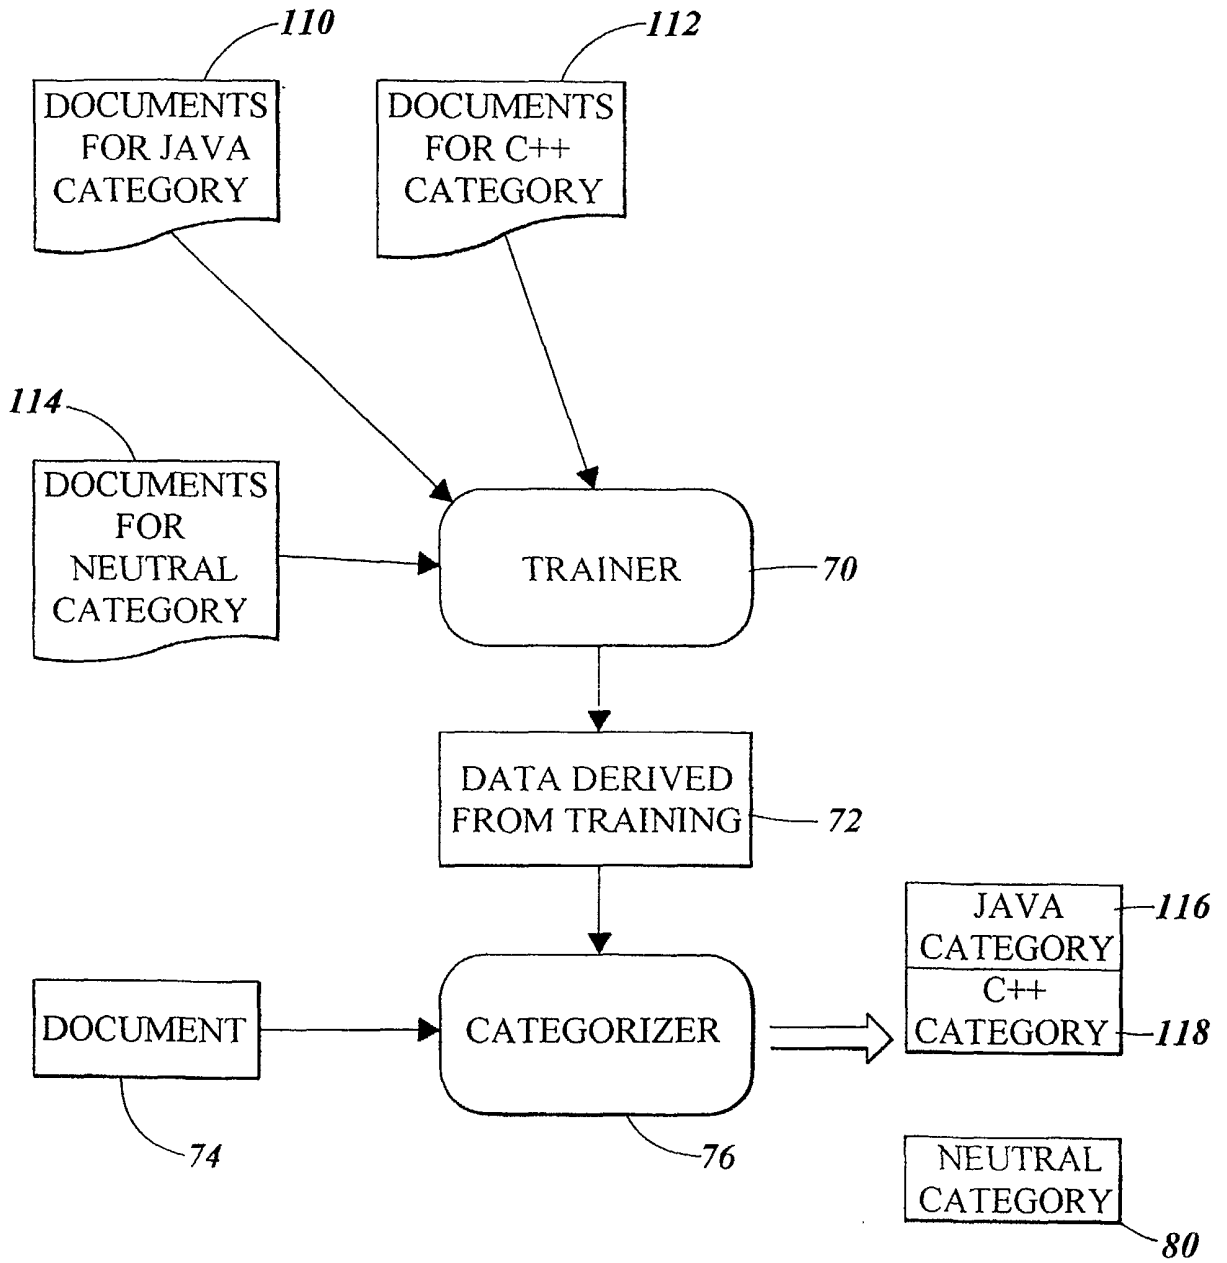 110
112
DOCUMENTS
FOR JAVA
CATEGORY
DOCUMENTS
FOR C++
CATEGORY
114
DOCUMENTS
FOR
NEUTRAL
CATEGORY
TRAINER
70
DATA DERIVED
FROM TRAINING
72
JAVA
CATEGORY
116
C++
CATEGORY
118
DOCUMENT
74
CATEGORIZER
76
NEUTRAL
CATEGORY
80